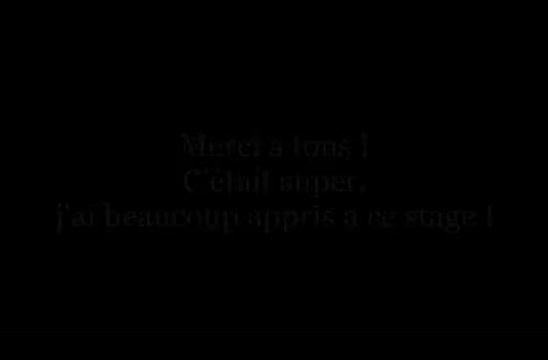 Merci à tous !
C'était super.
j'ai beaucoup appris à ce stage !